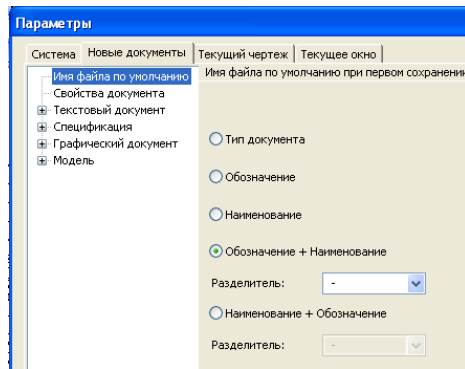 Параметры
Система Новые документы Текущий чертеж Текущее окно
Имя файла по умолчанию
Свойства документа
Текстовый документ
Спецификация
Графический документ
Модель
Имя файла по умолчанию при первом сохранении
Тип документа
Обозначение
Наименование
Обозначение + Наименование
Разделитель: -
Наименование + Обозначение
Разделитель: -